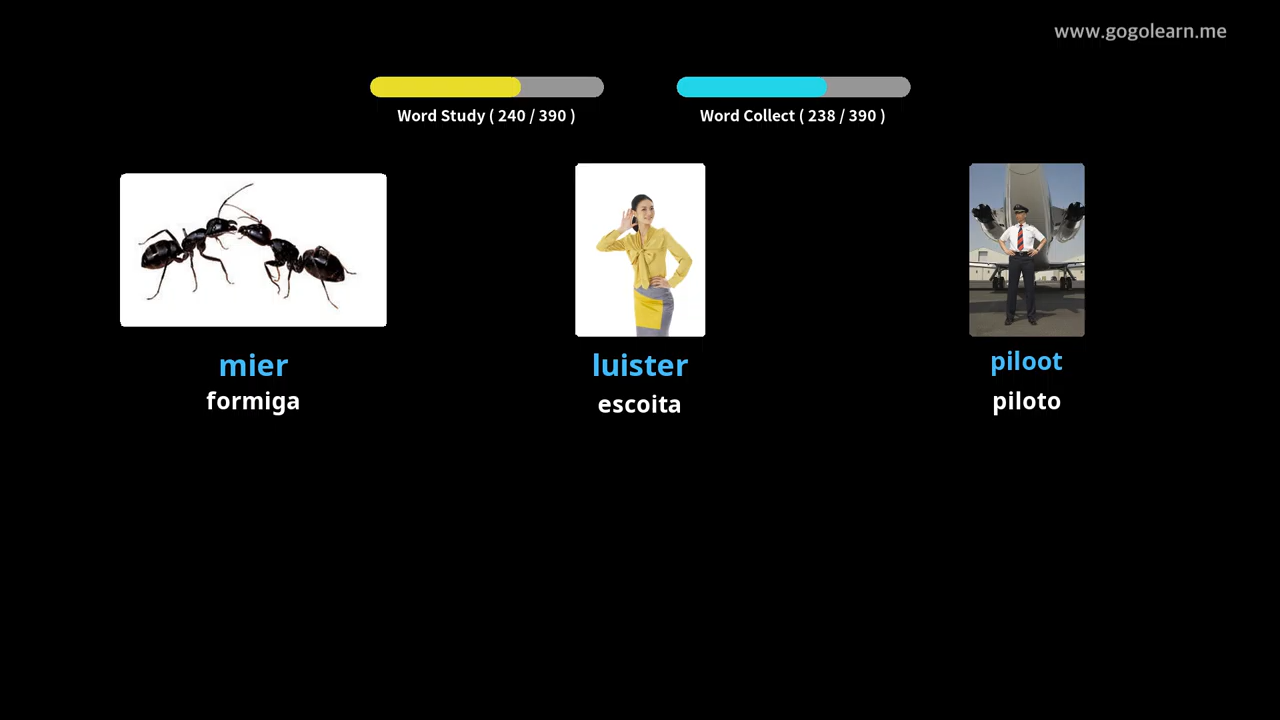 www.gogolearn.me
Word Study ( 240 / 390 )
Word Collect ( 238 / 390 )
mier
luister
piloot
formiga
escoita
piloto